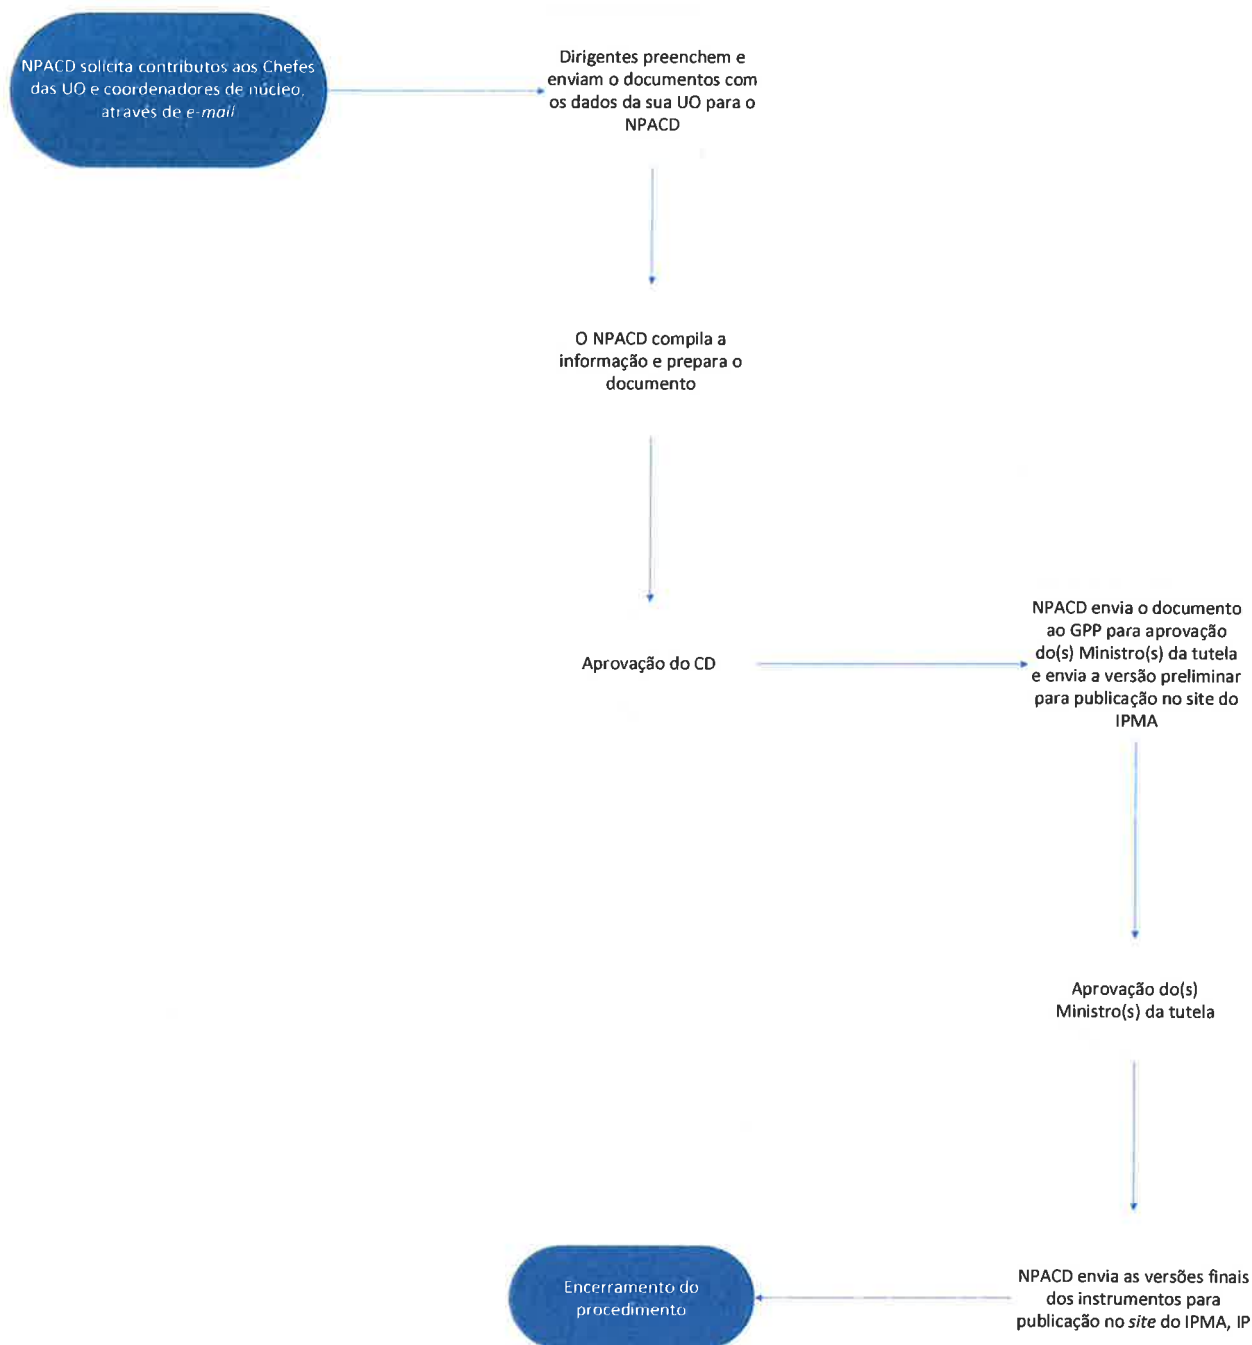 NPACD solicita contributos aos Chefes
das UO e coordenadores de núcleo,
através de e-mail
Dirigentes preenchem e
enviam o documentos com
os dados da sua UO para o
NPACD
O NPACD compila a
informação e prepara o
documento
Aprovação do CD
NPACD envia o documento
ao GPP para aprovação
do(s) Ministro(s) da tutela
e envia a versão preliminar
para publicação no site do
IPMA
Aprovação do(s)
Ministro(s) da tutela
NPACD envia as versões finais
dos instrumentos para
publicação no site do IPMA, IP
Encerramento do
procedimento